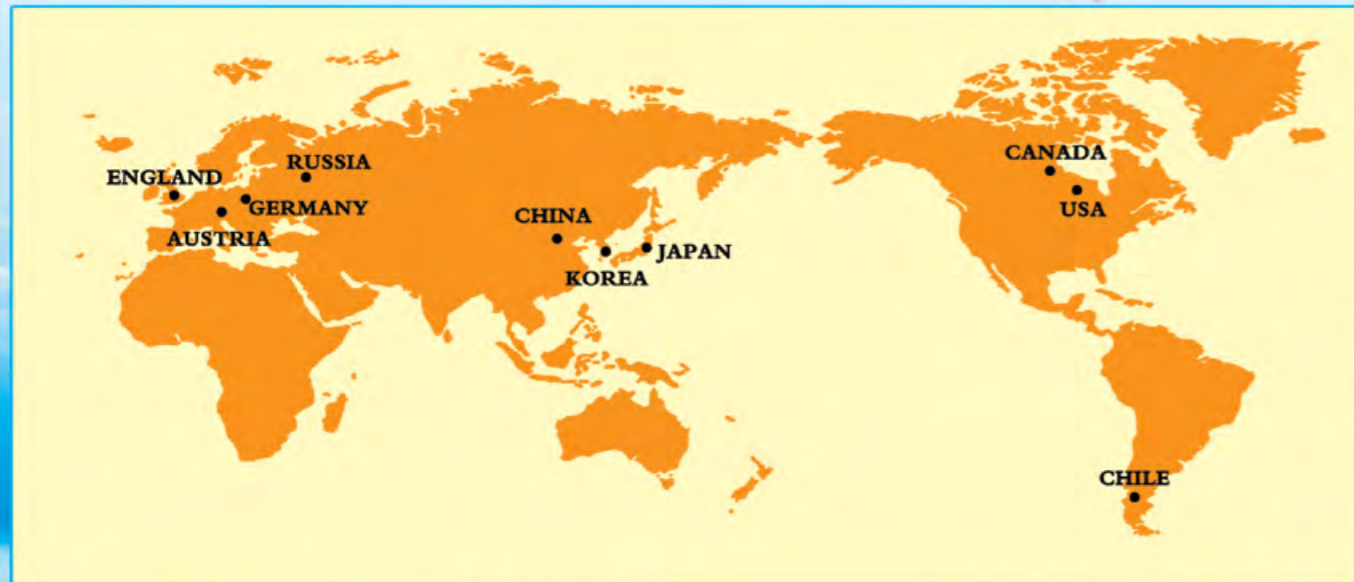 RUSSIA
ENGLAND
GERMANY
AUSTRIA
CHINA
JAPAN
KOREA
CANADA
USA
CHILE